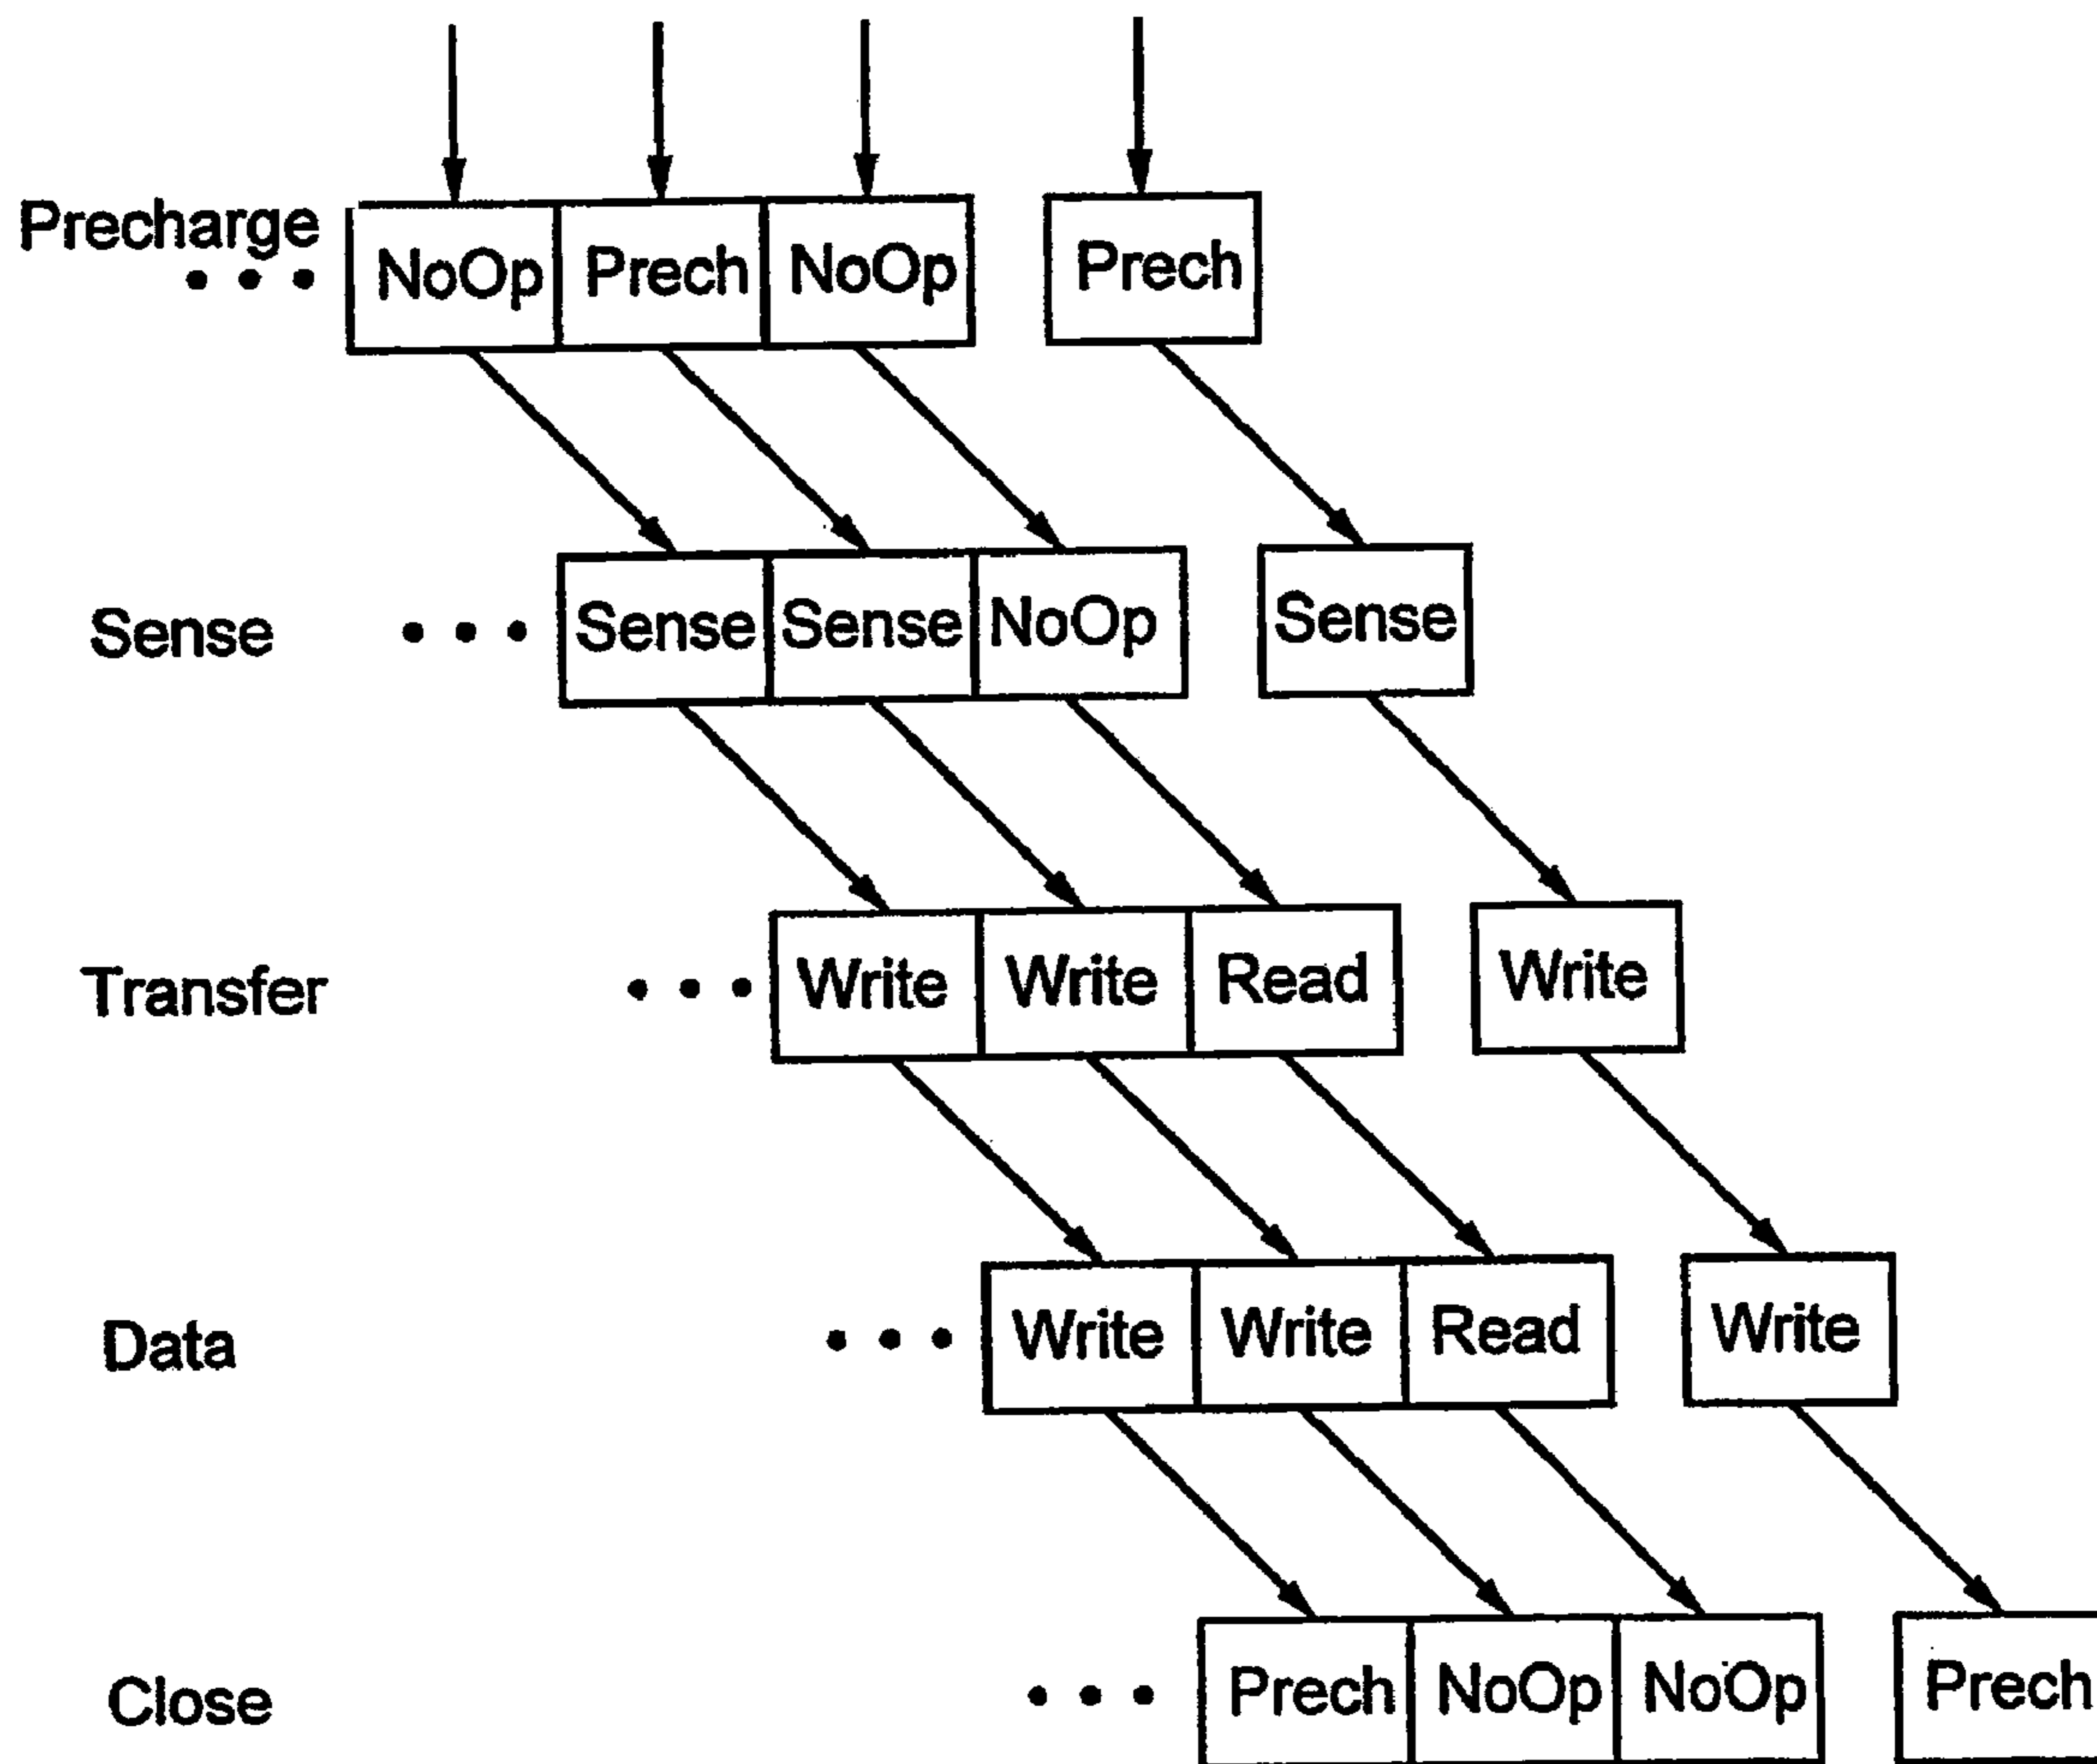 Precharge
• • • NoOp Prech NoOp Prech
Sense • • • Sense Sense NoOp Sense
Transfer • • • Write Write Read Write
Data • • • Write Write Read Write
Close • • • Prech NoOp NoOp Prech